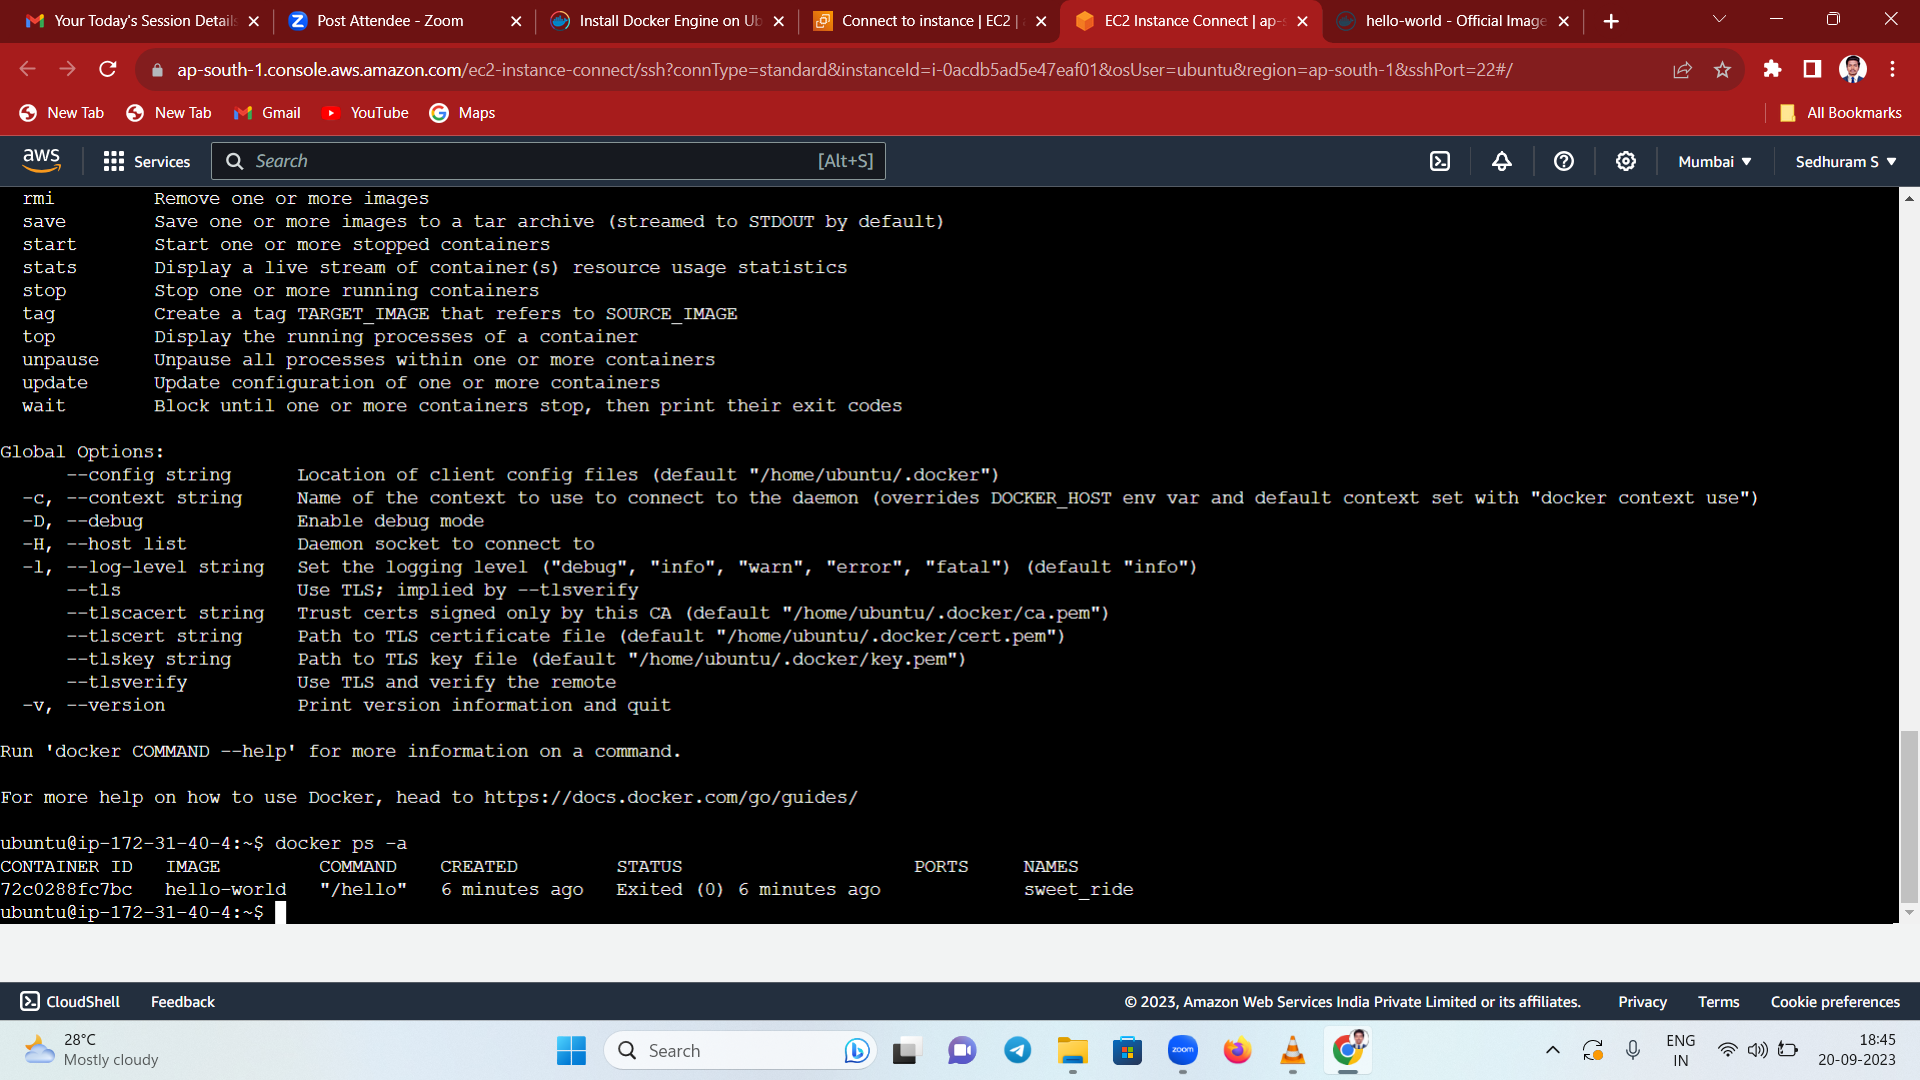 Your Today's Session Details
Post Attendee - Zoom
Install Docker Engine on Ub
Connect to instance | EC2 |
EC2 Instance Connect | ap-s
hello-world - Official Image
ap-south-1.console.aws.amazon.com/ec2-instance-connect/ssh?connType=standard&instanceId=i-0acdb5ad5e47eaf01&osUser=ubuntu&region=ap-south-1&sshPort=22#/
New Tab New Tab Gmail YouTube Maps All Bookmarks
aws Services Search [Alt+S] Mumbai ▼ Sedhuram S ▼
rmi Remove one or more images
save Save one or more images to a tar archive (streamed to STDOUT by default)
start Start one or more stopped containers
stats Display a live stream of container(s) resource usage statistics
stop Stop one or more running containers
tag Create a tag TARGET_IMAGE that refers to SOURCE_IMAGE
top Display the running processes of a container
unpause Unpause all processes within one or more containers
update Update configuration of one or more containers
wait Block until one or more containers stop, then print their exit codes
Global Options:
--config string Location of client config files (default "/home/ubuntu/.docker")
-c, --context string Name of the context to use to connect to the daemon (overrides DOCKER_HOST env var and default context set with "docker context use")
-D, --debug Enable debug mode
-H, --host list Daemon socket to connect to
-l, --log-level string Set the logging level ("debug", "info", "warn", "error", "fatal") (default "info")
--tls Use TLS; implied by --tlsverify
--tlscacert string Trust certs signed only by this CA (default "/home/ubuntu/.docker/ca.pem")
--tlscert string Path to TLS certificate file (default "/home/ubuntu/.docker/cert.pem")
--tlskey string Path to TLS key file (default "/home/ubuntu/.docker/key.pem")
--tlsverify Use TLS and verify the remote
-v, --version Print version information and quit
Run 'docker COMMAND --help' for more information on a command.
For more help on how to use Docker, head to https://docs.docker.com/go/guides/
ubuntu@ip-172-31-40-4:~$ docker ps -a
CONTAINER ID IMAGE COMMAND CREATED STATUS PORTS NAMES
72c0288fc7bc hello-world "/hello" 6 minutes ago Exited (0) 6 minutes ago sweet_ride
ubuntu@ip-172-31-40-4:~$
CloudShell Feedback © 2023, Amazon Web Services India Private Limited or its affiliates. Privacy Terms Cookie preferences
28°C
Mostly cloudy
Search
zoom
ENG
IN
18:45
20-09-2023